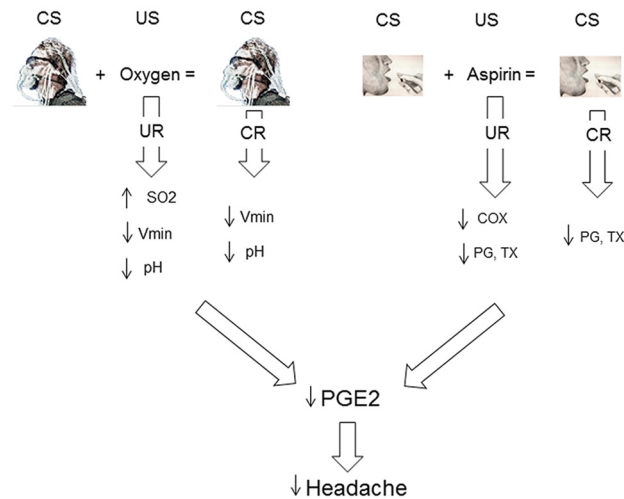 CS US CS CS US CS
+ Oxygen = + Aspirin =
UR CR UR CR
↑ SO2
↓ Vmin
↓ pH
↓ Vmin
↓ pH
↓ COX
↓ PG, TX
↓ PG, TX
↓ PGE2
↓ Headache